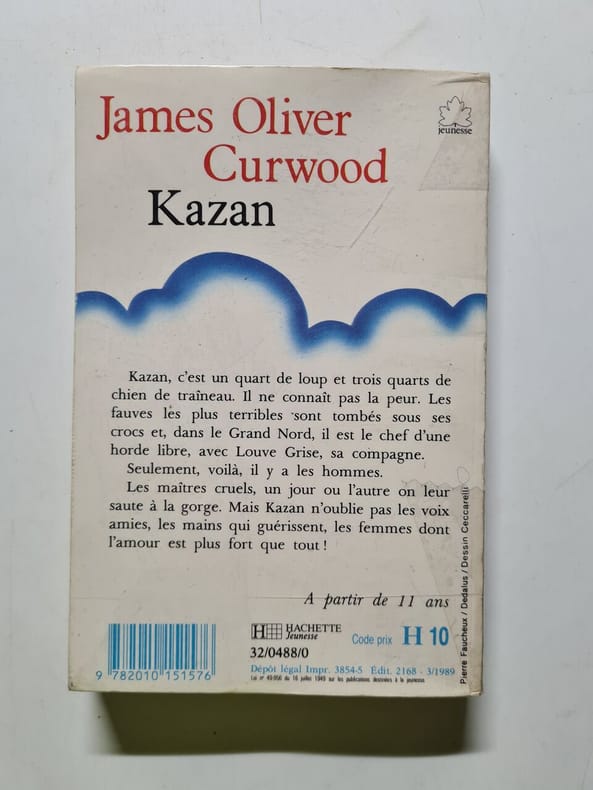 James Oliver
Curwood
Kazan
jeunesse
Kazan, c'est un quart de loup et trois quarts de
chien de traîneau. Il ne connaît pas la peur. Les
fauves les plus terribles sont tombés sous ses
crocs et, dans le Grand Nord, il est le chef d'une
horde libre, avec Louve Grise, sa compagne.
Seulement, voilà, il y a les hommes.
Les maîtres cruels, un jour ou l'autre on leur
saute à la gorge. Mais Kazan n'oublie pas les voix
amies, les mains qui guérissent, les femmes dont
l'amour est plus fort que tout !
Pierre Faucheux / Dedalus / Dessin Ceccarelli
A partir de 11 ans
H HACHETTE
Jeunesse
Code prix H 10
32/0488/0
Dépôt légal Impr. 3854-5 Édit. 2168 - 3/1989
Loi n° 49-956 du 16 juillet 1949 sur les publications destinées à la jeunesse
9 782010 151576